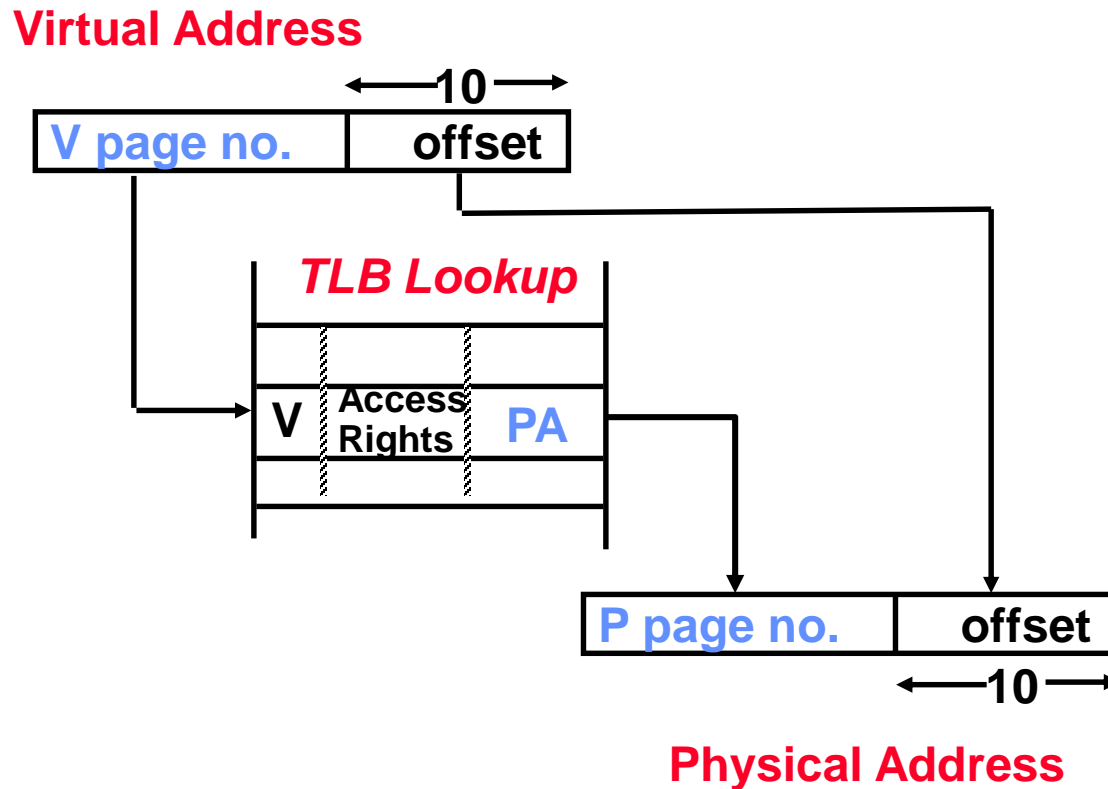 Virtual Address
10
V page no. offset
TLB Lookup
V Access Rights PA
P page no. offset
10
Physical Address